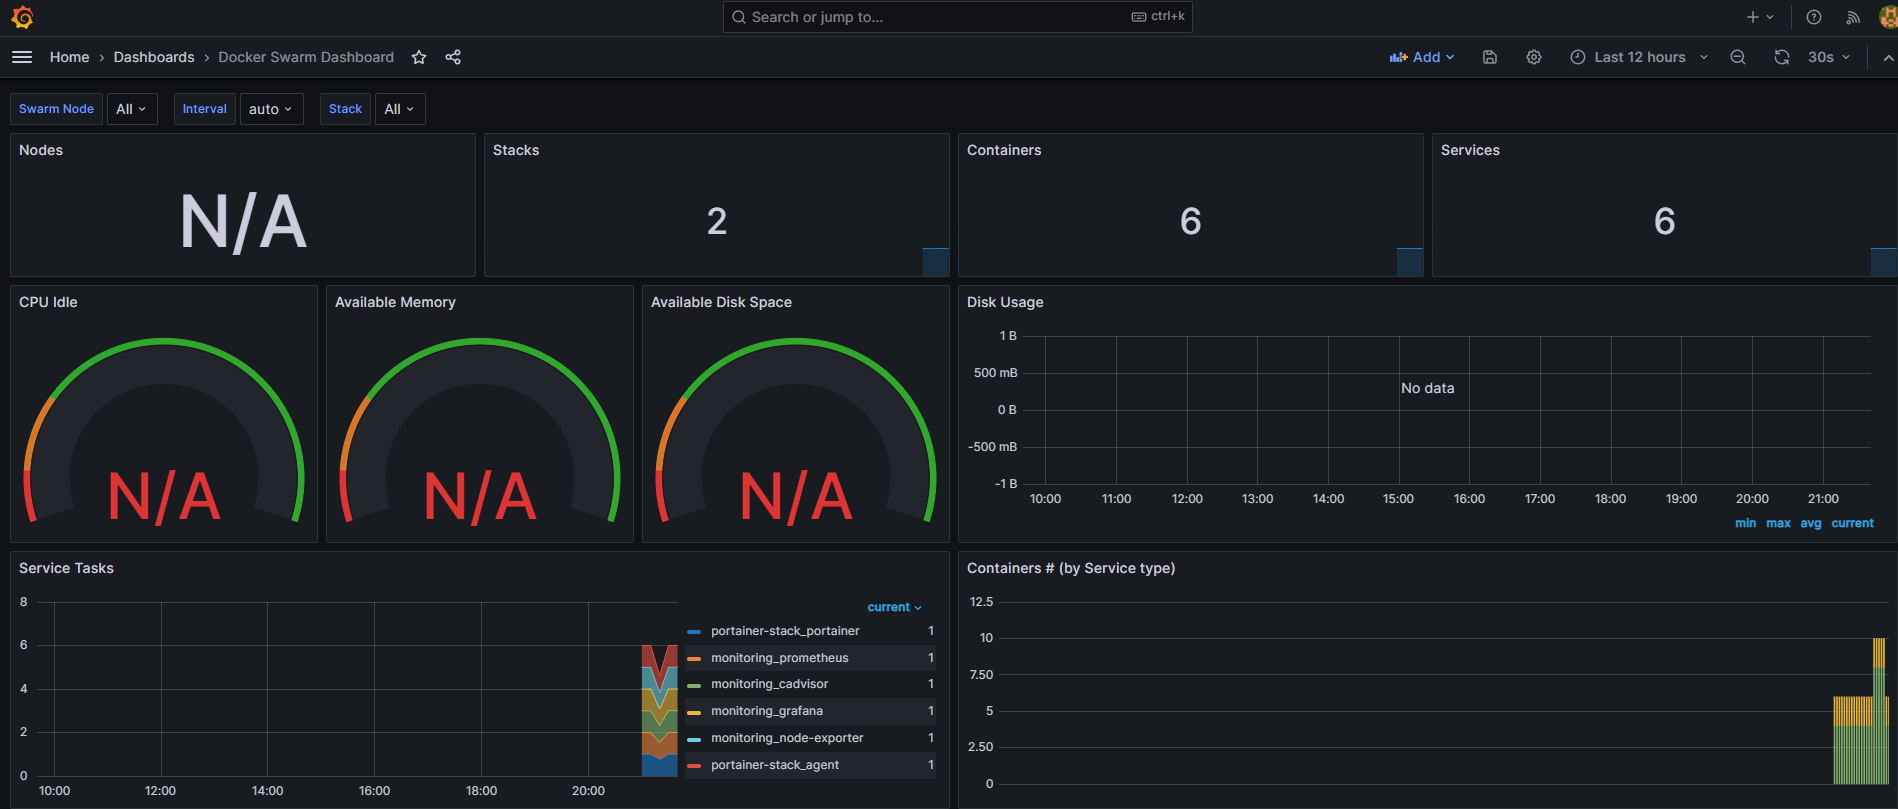 Search or jump to...
ctrl+k
Home › Dashboards › Docker Swarm Dashboard
Add
Last 12 hours
30s
Swarm Node
All
Interval
auto
Stack
All
Nodes
N/A
Stacks
2
Containers
6
Services
6
CPU Idle
N/A
Available Memory
N/A
Available Disk Space
N/A
Disk Usage
1 B
500 mB
0 B
-500 mB
-1 B
No data
10:00 11:00 12:00 13:00 14:00 15:00 16:00 17:00 18:00 19:00 20:00 21:00
min max avg current
Service Tasks
8
6
4
2
0
10:00 12:00 14:00 16:00 18:00 20:00
current
portainer-stack_portainer 1
monitoring_prometheus 1
monitoring_cadvisor 1
monitoring_grafana 1
monitoring_node-exporter 1
portainer-stack_agent 1
Containers # (by Service type)
12.5
10
7.50
5
2.50
0